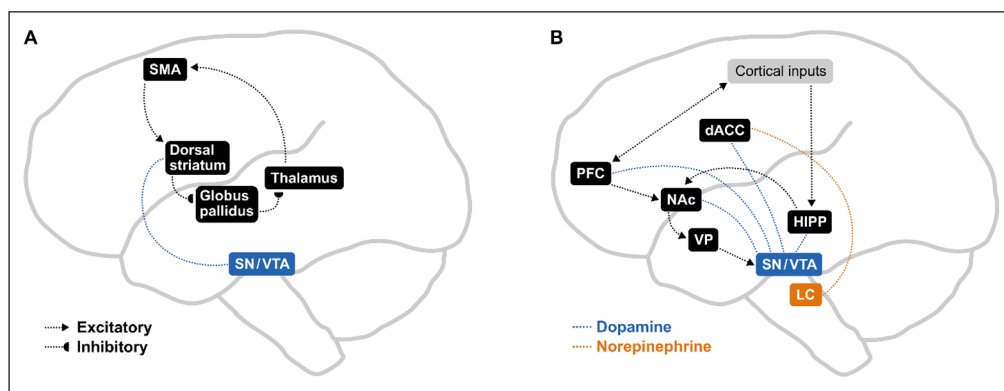 A
SMA
Dorsal
striatum
Thalamus
Globus
pallidus
SN/VTA
Excitatory
Inhibitory
B
Cortical inputs
dACC
PFC
NAc
HIPP
VP
SN/VTA
LC
Dopamine
Norepinephrine